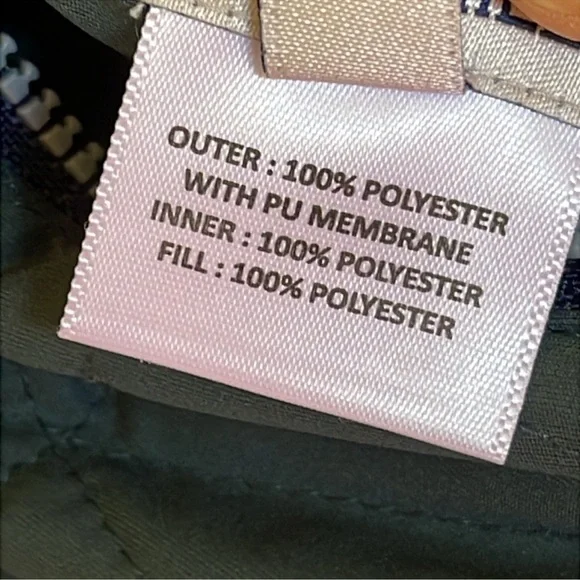 OUTER : 100% POLYESTER
WITH PU MEMBRANE
INNER : 100% POLYESTER
FILL : 100% POLYESTER